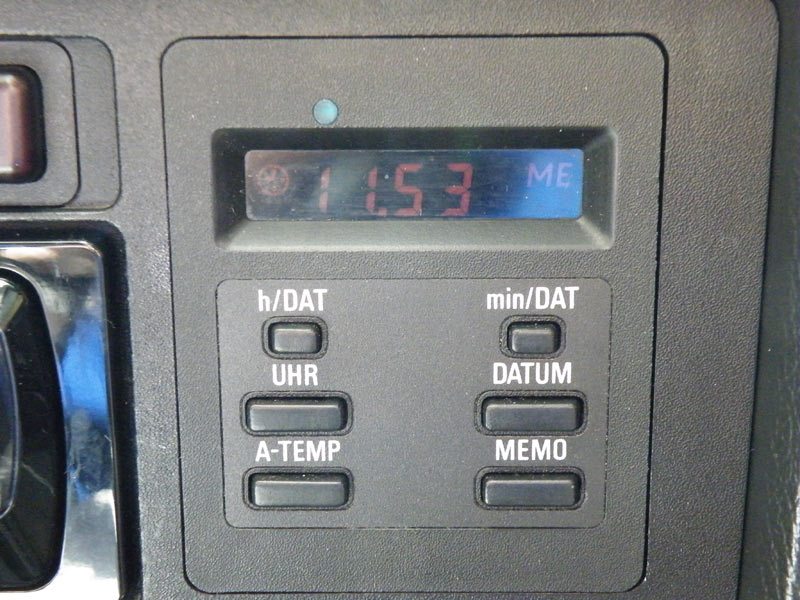 11.53 ME
h/DAT min/DAT
UHR DATUM
A-TEMP MEMO